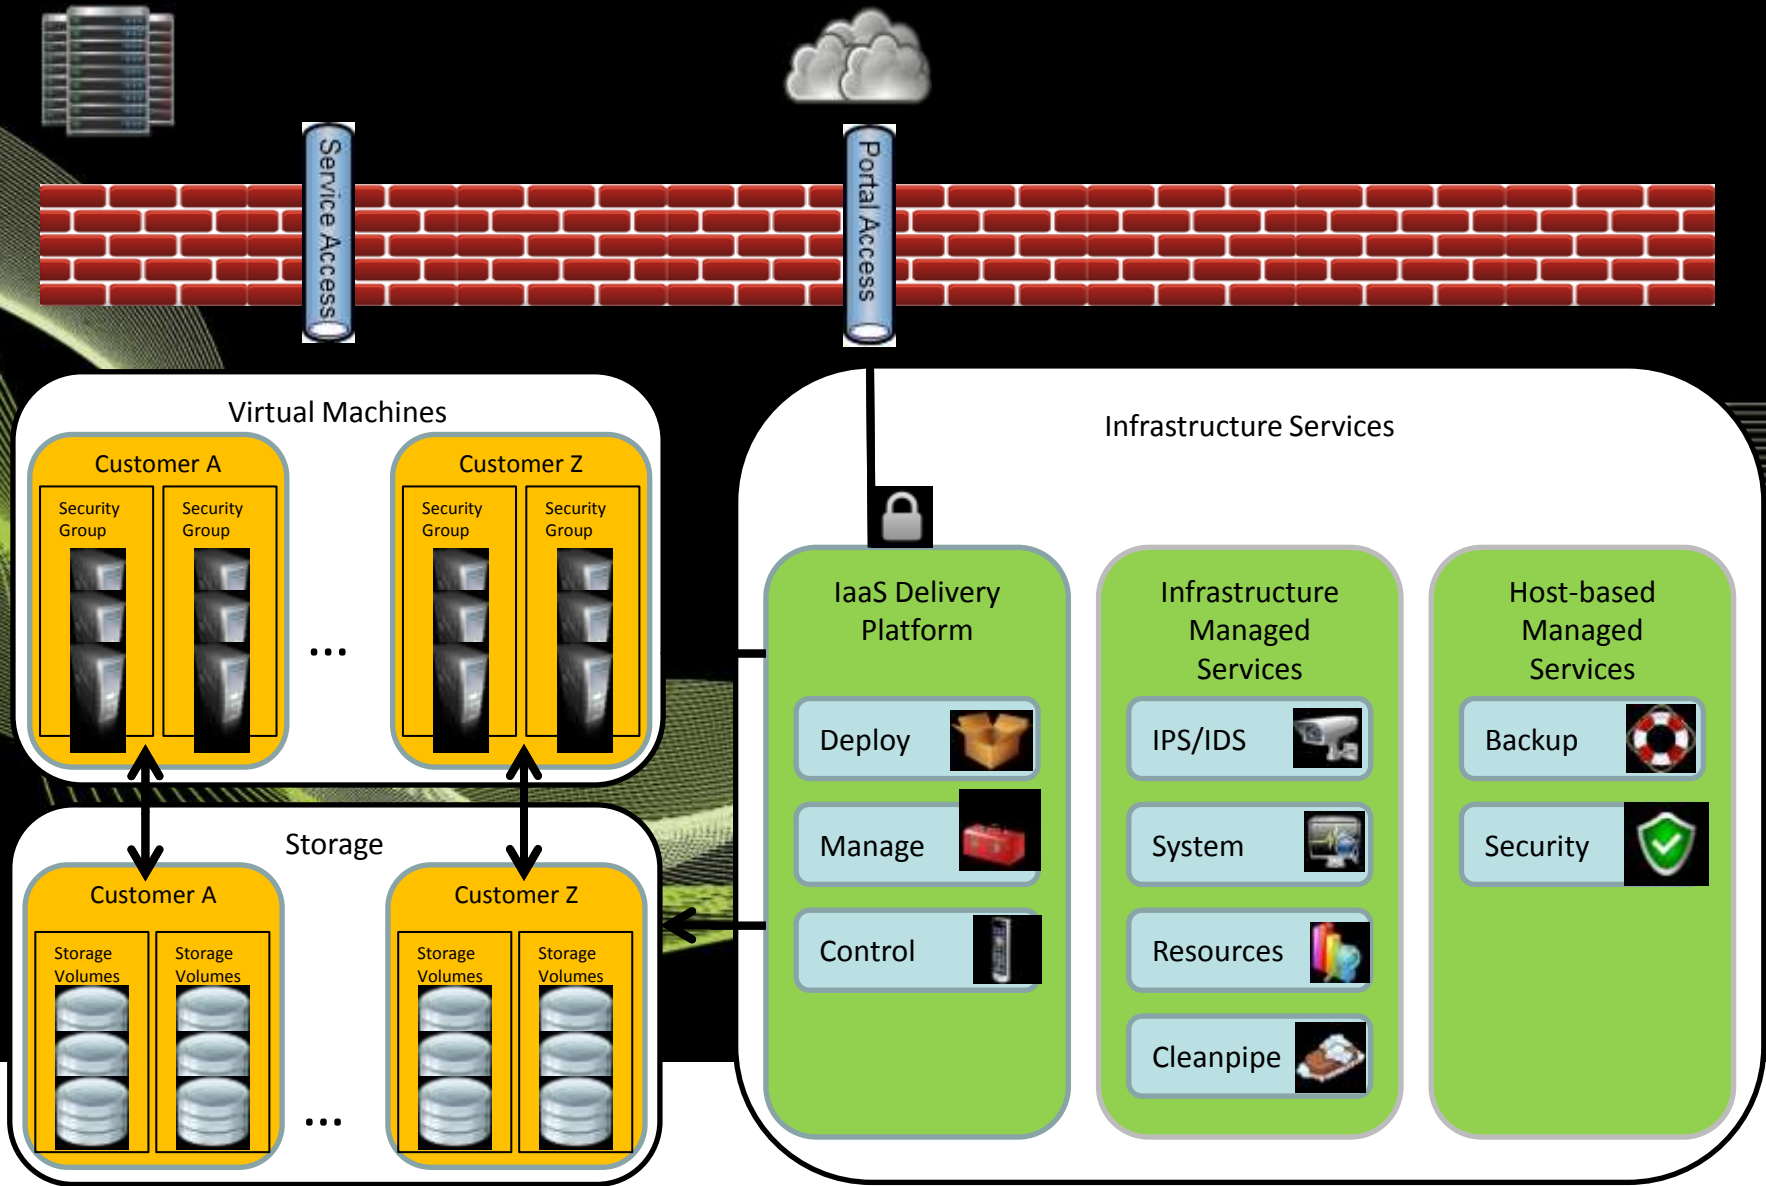 Service Access
Portal Access
Virtual Machines
Customer A
Security
Group
Security
Group
...
Customer Z
Security
Group
Security
Group
Storage
Customer A
Storage
Volumes
Storage
Volumes
...
Customer Z
Storage
Volumes
Storage
Volumes
Infrastructure Services
IaaS Delivery
Platform
Deploy
Manage
Control
Infrastructure
Managed
Services
IPS/IDS
System
Resources
Cleanpipe
Host-based
Managed
Services
Backup
Security